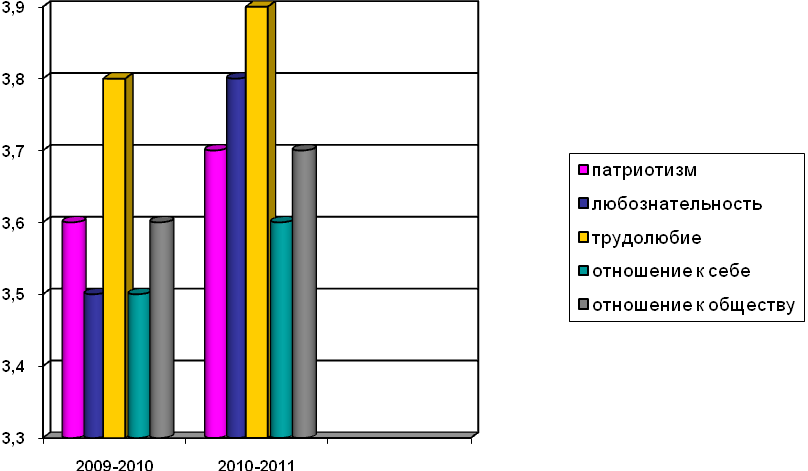 3,9
3,8
3,7
3,6
3,5
3,4
3,3
2009-2010
2010-2011
патриотизм
любознательность
трудолюбие
отношение к себе
отношение к обществу